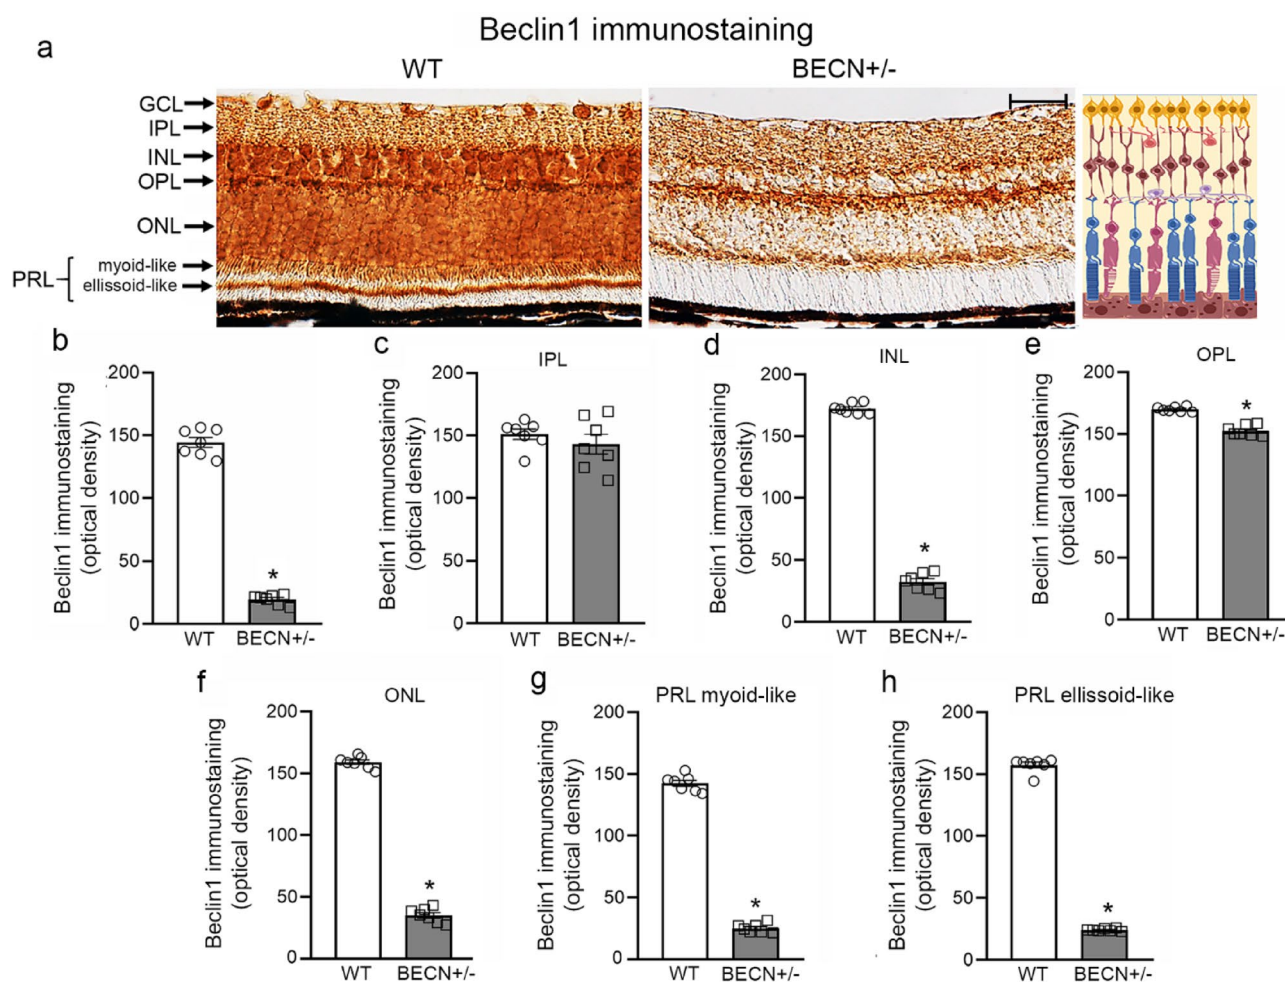 Beclin1 immunostaining
a
WT
BECN+/-
GCL
IPL
INL
OPL
ONL
PRL
myoid-like
ellissoid-like
b
Beclin1 immunostaining
(optical density)
200
150
100
50
0
*
WT
BECN+/-
c
IPL
Beclin1 immunostaining
(optical density)
200
150
100
50
0
WT
BECN+/-
d
INL
Beclin1 immunostaining
(optical density)
200
150
100
50
0
*
WT
BECN+/-
e
OPL
Beclin1 immunostaining
(optical density)
200
150
100
50
0
*
WT
BECN+/-
f
ONL
Beclin1 immunostaining
(optical density)
200
150
100
50
0
*
WT
BECN+/-
g
PRL myoid-like
Beclin1 immunostaining
(optical density)
200
150
100
50
0
*
WT
BECN+/-
h
PRL ellissoid-like
Beclin1 immunostaining
(optical density)
200
150
100
50
0
*
WT
BECN+/-